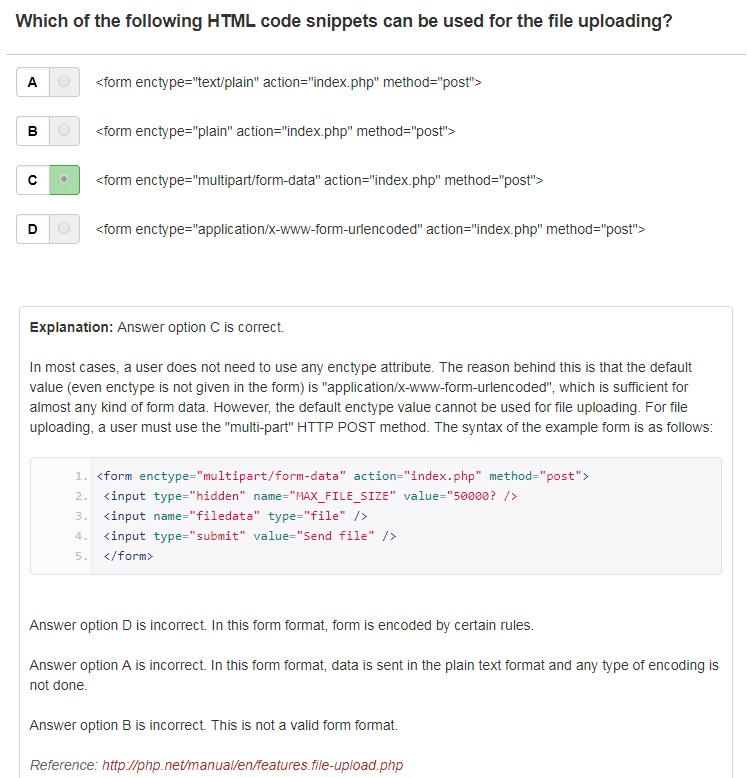 Which of the following HTML code snippets can be used for the file uploading?
A <form enctype="text/plain" action="index.php" method="post">
B <form enctype="plain" action="index.php" method="post">
C <form enctype="multipart/form-data" action="index.php" method="post">
D <form enctype="application/x-www-form-urlencoded" action="index.php" method="post">
Explanation: Answer option C is correct.
In most cases, a user does not need to use any enctype attribute. The reason behind this is that the default
value (even enctype is not given in the form) is "application/x-www-form-urlencoded", which is sufficient for
almost any kind of form data. However, the default enctype value cannot be used for file uploading. For file
uploading, a user must use the "multi-part" HTTP POST method. The syntax of the example form is as follows:
1. <form enctype="multipart/form-data" action="index.php" method="post">
2. <input type="hidden" name="MAX_FILE_SIZE" value="50000? />
3. <input name="filedata" type="file" />
4. <input type="submit" value="Send file" />
5. </form>
Answer option D is incorrect. In this form format, form is encoded by certain rules.
Answer option A is incorrect. In this form format, data is sent in the plain text format and any type of encoding is
not done.
Answer option B is incorrect. This is not a valid form format.
Reference: http://php.net/manual/en/features.file-upload.php